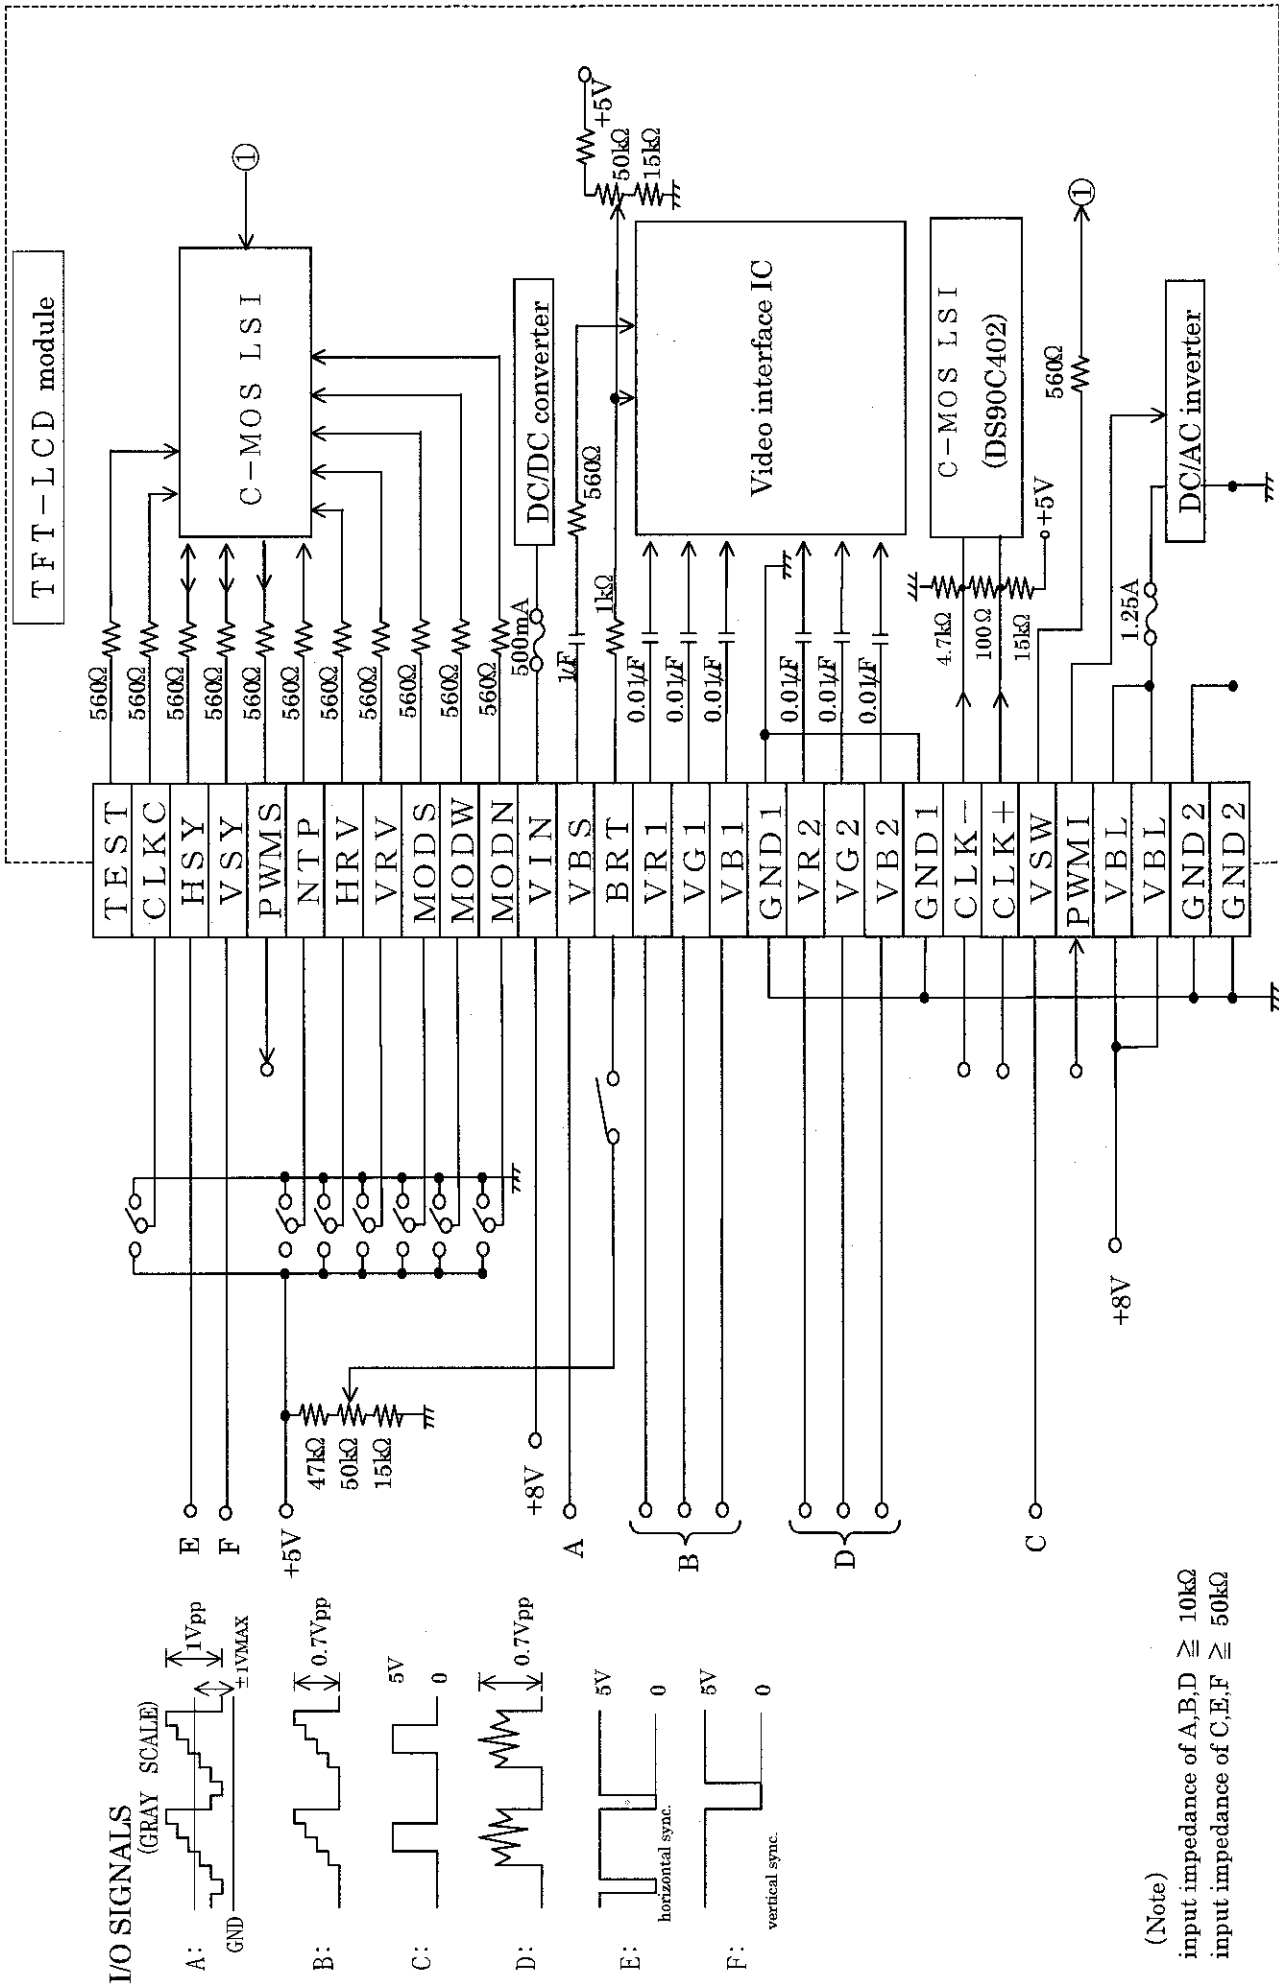 TFT-LCD module
C-MOS LSI
①
560Ω
560Ω
560Ω
560Ω
560Ω
560Ω
560Ω
560Ω
560Ω
560Ω
560Ω
500mA
DC/DC converter
1μF
560Ω
1kΩ
+5V
50kΩ
15kΩ
0.01μF
0.01μF
0.01μF
0.01μF
0.01μF
0.01μF
Video interface IC
C-MOS LSI
(DS90C402)
4.7kΩ
100Ω
15kΩ
+5V
560Ω
①
1.25A
DC/AC inverter
TEST
CLKC
HSY
VSY
PWMS
NTP
HRV
VRV
MODS
MODW
MODN
VIN
VBS
BRT
VR1
VG1
VB1
GND1
VR2
VG2
VB2
GND1
CLK-
CLK+
VSW
PWMI
VBL
VBL
GND2
GND2
E
F
+5V
47kΩ
50kΩ
15kΩ
+8V
A
B
D
C
+8V
I/O SIGNALS
(GRAY SCALE)
A:
GND
1Vpp
±1VMAX
B:
0.7Vpp
C:
5V
0
D:
0.7Vpp
E:
horizontal sync.
5V
0
F:
vertical sync.
5V
0
(Note)
input impedance of A,B,D ≧ 10kΩ
input impedance of C,E,F ≧ 50kΩ